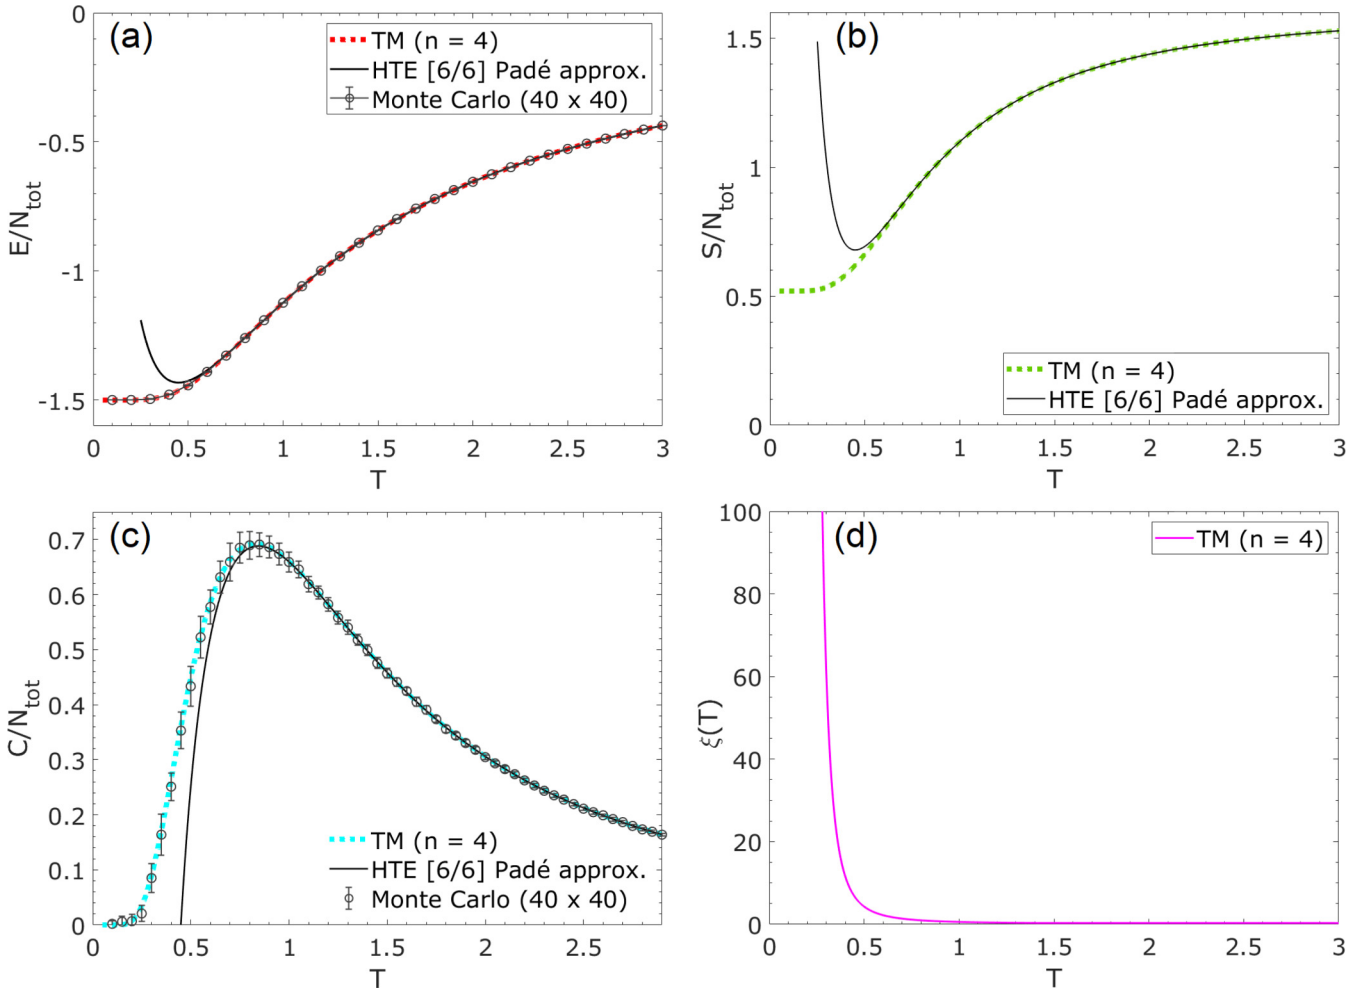 (a)
TM (n = 4)
HTE [6/6] Padé approx.
Monte Carlo (40 x 40)
E/N_tot
-0.5
-1
-1.5
0 0.5 1 1.5 2 2.5 3
T
(b)
S/N_tot
1.5
1
0.5
0
TM (n = 4)
HTE [6/6] Padé approx.
0 0.5 1 1.5 2 2.5 3
T
(c)
C/N_tot
0.7
0.6
0.5
0.4
0.3
0.2
0.1
0
TM (n = 4)
HTE [6/6] Padé approx.
Monte Carlo (40 x 40)
0 0.5 1 1.5 2 2.5
T
(d)
TM (n = 4)
ξ(T)
100
80
60
40
20
0
0 0.5 1 1.5 2 2.5 3
T